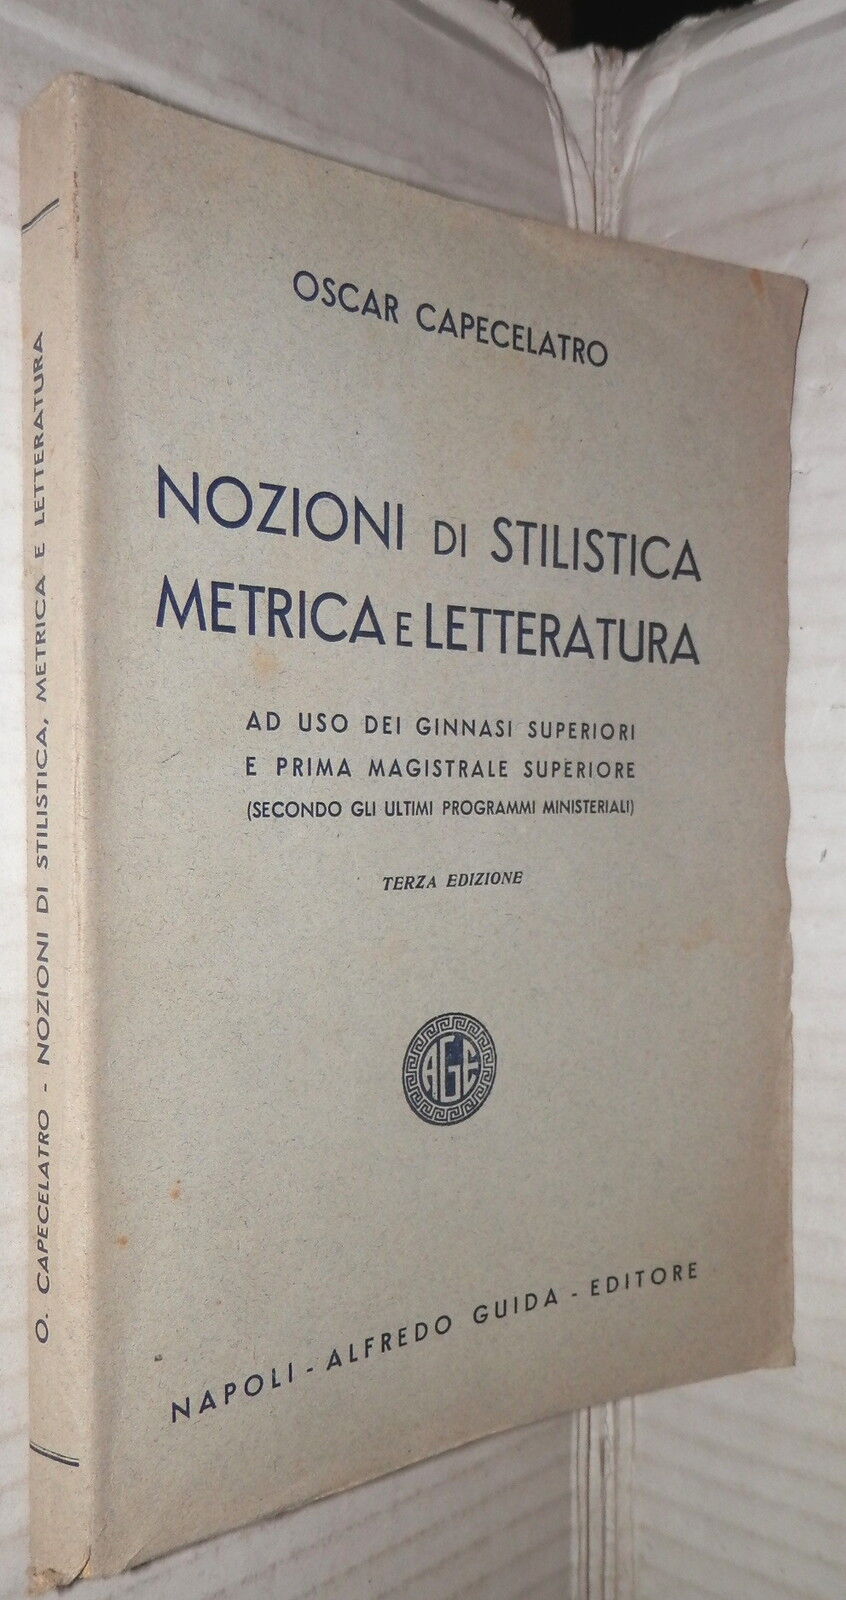 OSCAR CAPECELATRO
NOZIONI DI STILISTICA
METRICA E LETTERATURA
AD USO DEI GINNASI SUPERIORI
E PRIMA MAGISTRALE SUPERIORE
(SECONDO GLI ULTIMI PROGRAMMI MINISTERIALI)
TERZA EDIZIONE
AGE
NAPOLI - ALFREDO GUIDA - EDITORE
O. CAPECELATRO - NOZIONI DI STILISTICA, METRICA E LETTERATURA